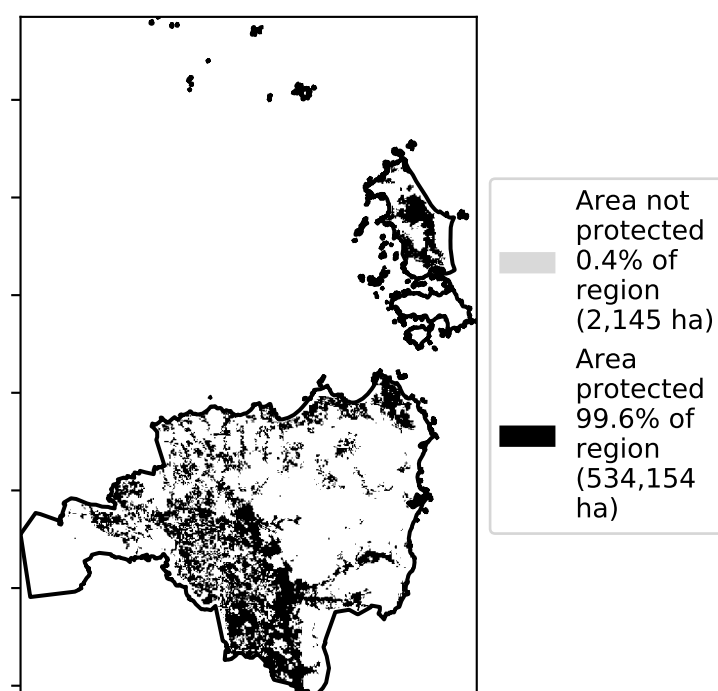 Area not
protected
0.4% of
region
(2,145 ha)
Area
protected
99.6% of
region
(534,154
ha)